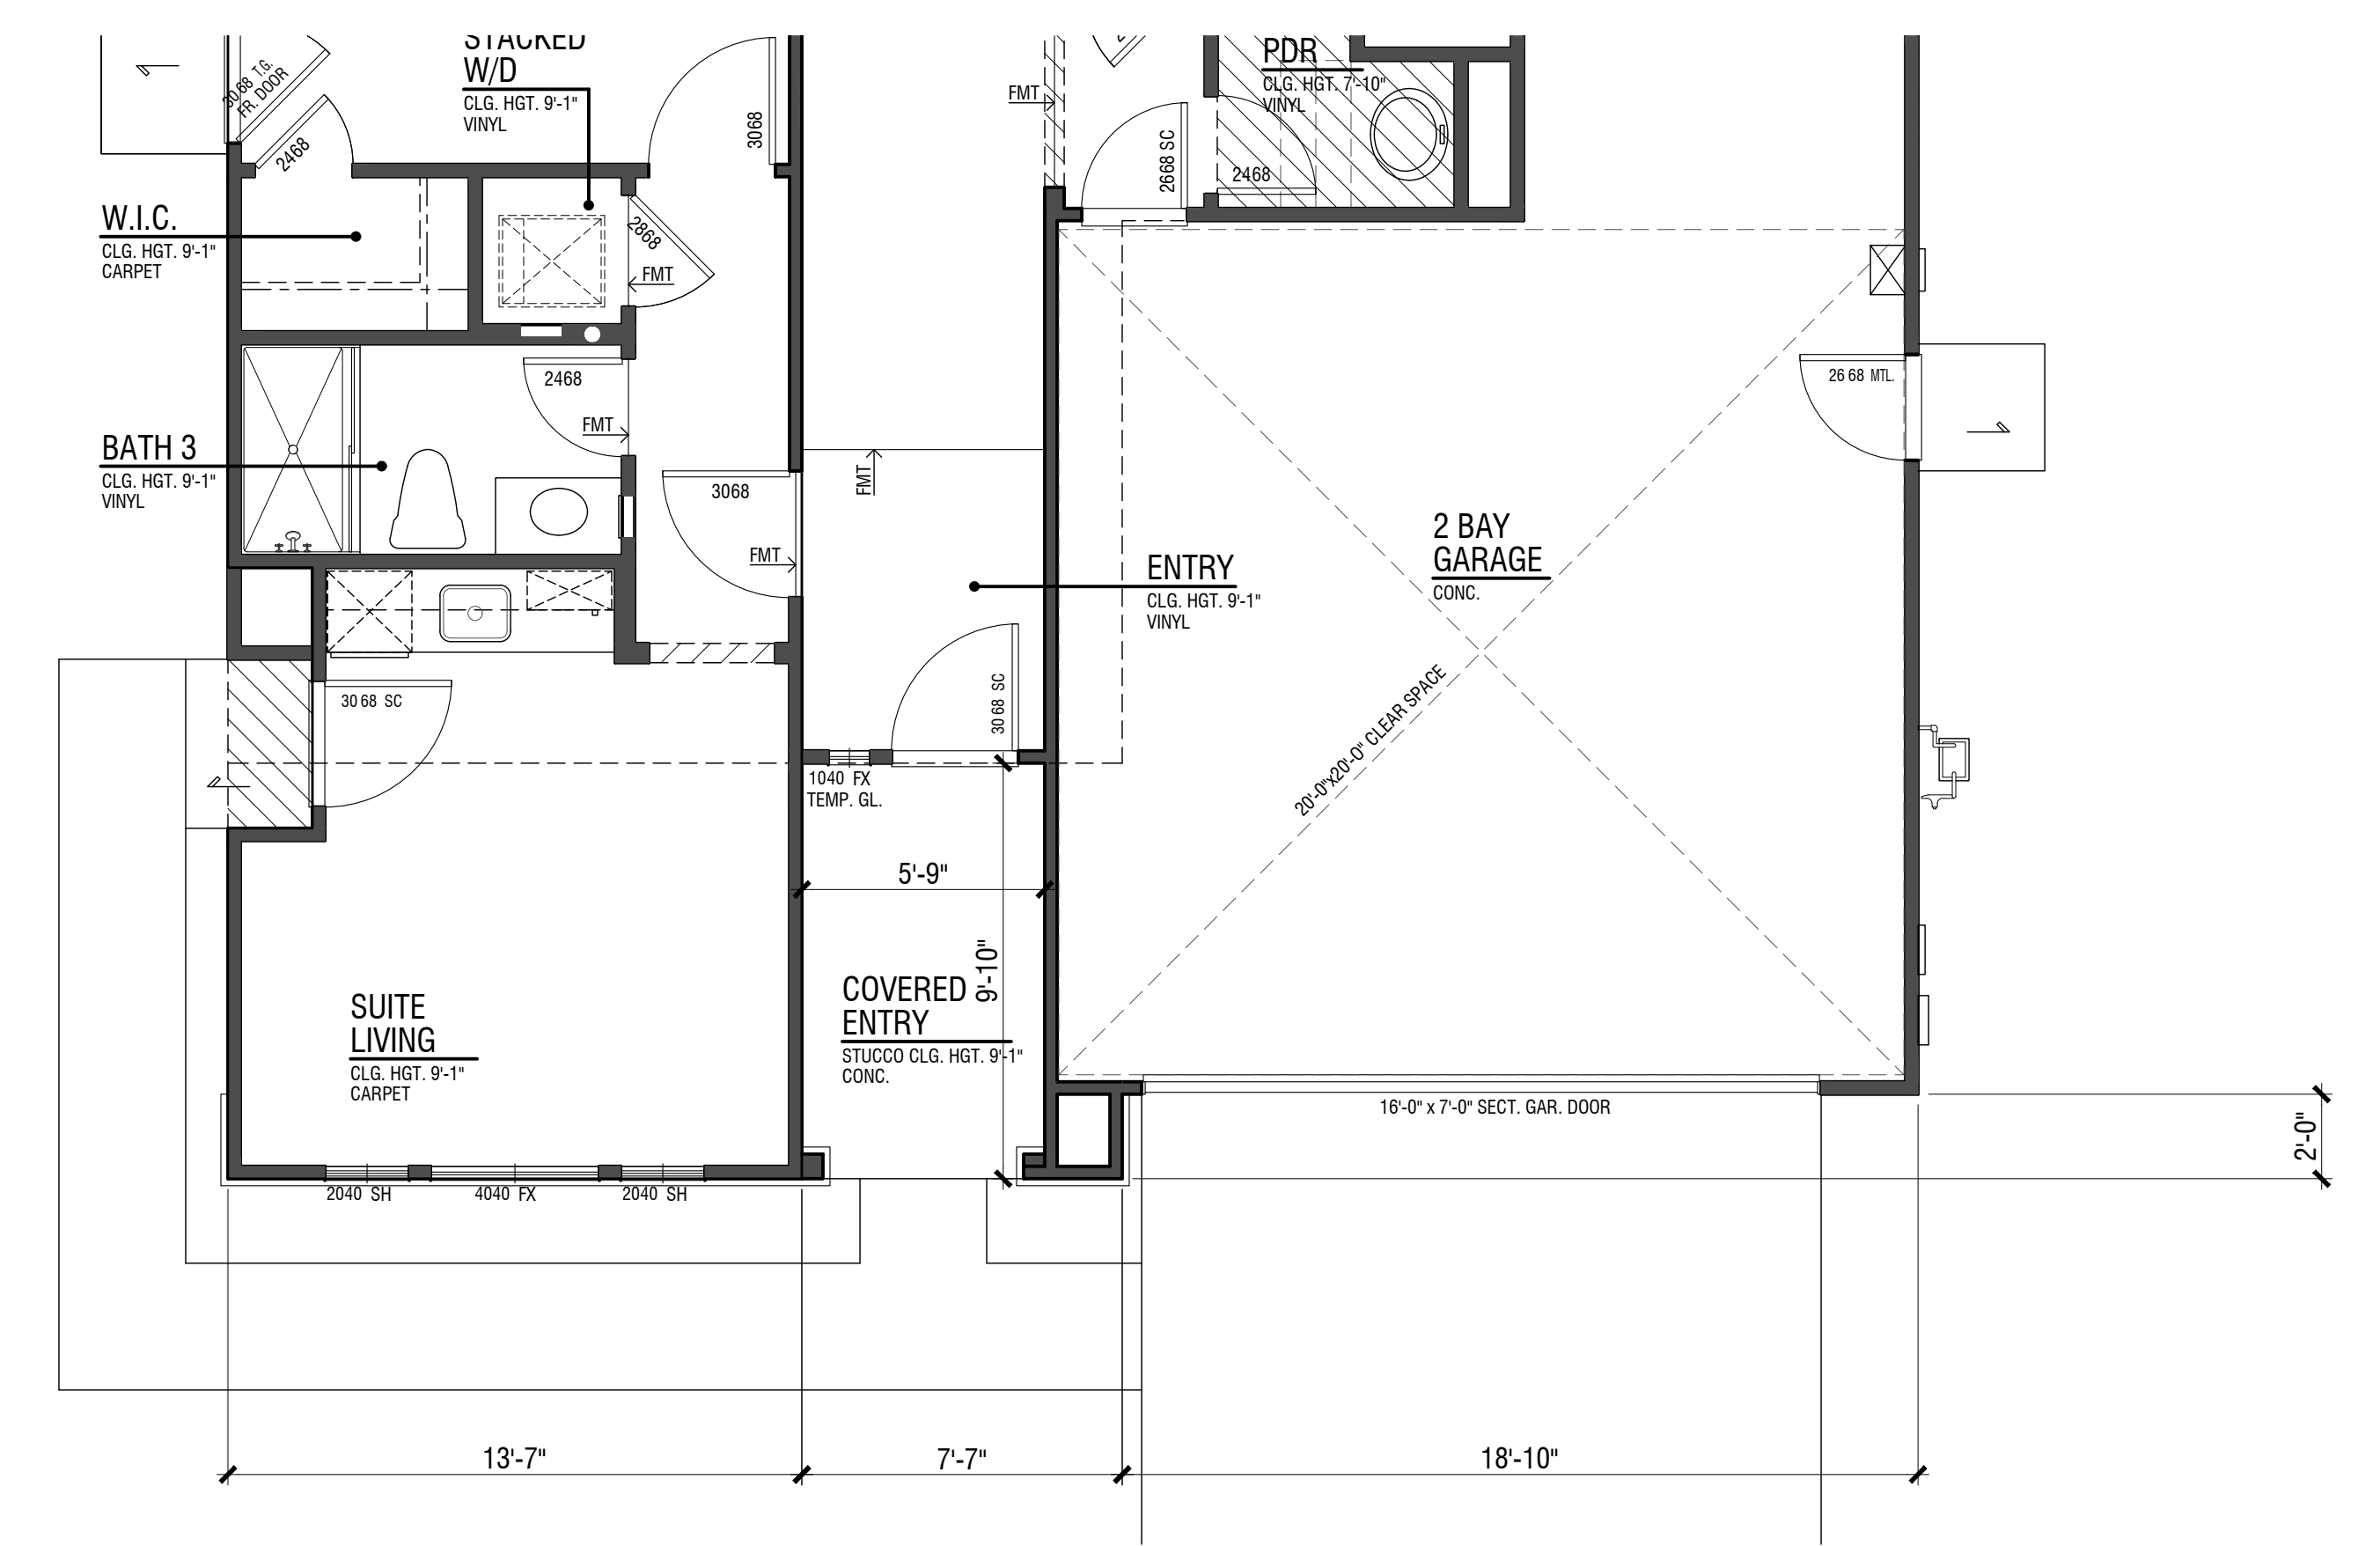 STACKED
W/D
CLG. HGT. 9'-1"
VINYL
3068 T.G.
FR. DOOR
2468
3068
FMT
2668 SC
PDR
CLG. HGT. 7'-10"
VINYL
2468
W.I.C.
CLG. HGT. 9'-1"
CARPET
2868
FMT
2468
FMT
26 68 MTL.
BATH 3
CLG. HGT. 9'-1"
VINYL
3068
FMT
FMT
ENTRY
CLG. HGT. 9'-1"
VINYL
2 BAY
GARAGE
CONC.
30 68 SC
30 68 SC
20'-0"x20'-0" CLEAR SPACE
1040 FX
TEMP. GL.
5'-9"
9'-10"
SUITE
LIVING
CLG. HGT. 9'-1"
CARPET
COVERED
ENTRY
STUCCO CLG. HGT. 9'-1"
CONC.
16'-0" x 7'-0" SECT. GAR. DOOR
2'-0"
2040 SH
4040 FX
2040 SH
13'-7"
7'-7"
18'-10"